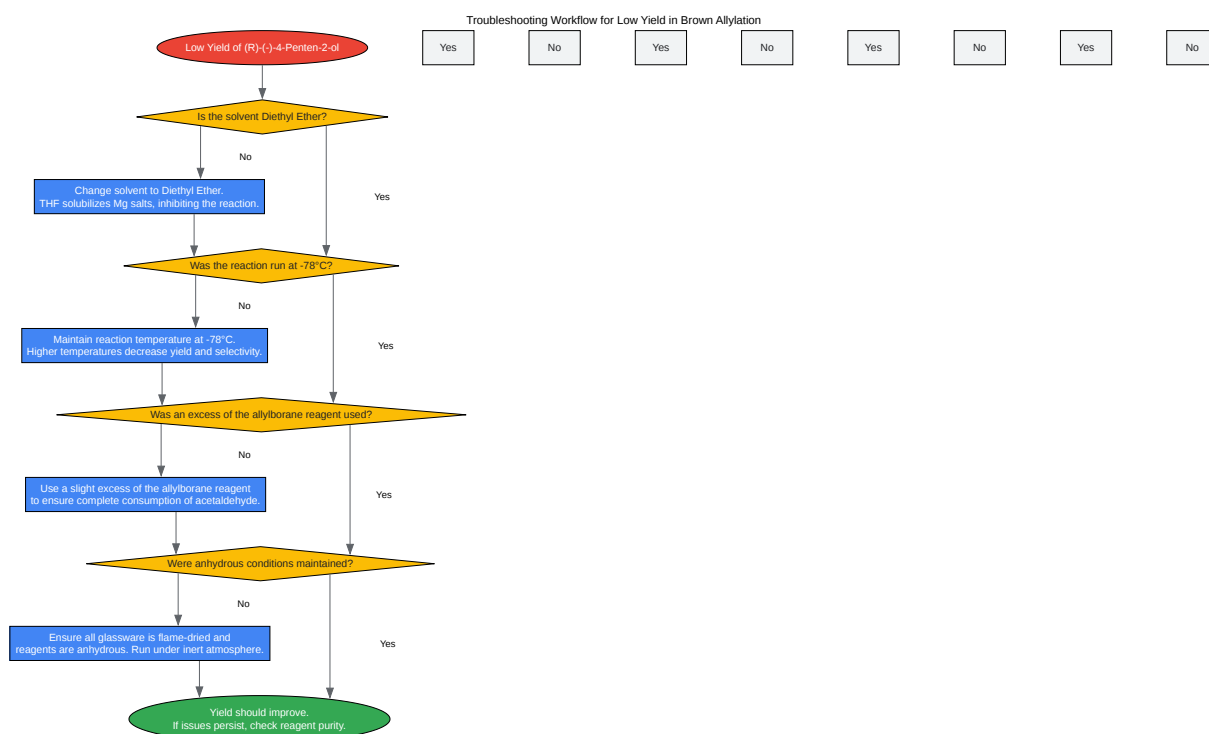 Troubleshooting Workflow for Low Yield in Brown Allylation
Low Yield of (R)-(-)-4-Penten-2-ol
Yes
No
Yes
No
Yes
No
Yes
No
Is the solvent Diethyl Ether?
No
Change solvent to Diethyl Ether.
THF solubilizes Mg salts, inhibiting the reaction.
Yes
Was the reaction run at -78°C?
No
Maintain reaction temperature at -78°C.
Higher temperatures decrease yield and selectivity.
Yes
Was an excess of the allylborane reagent used?
No
Use a slight excess of the allylborane reagent
to ensure complete consumption of acetaldehyde.
Yes
Were anhydrous conditions maintained?
No
Ensure all glassware is flame-dried and
reagents are anhydrous. Run under inert atmosphere.
Yes
Yield should improve.
If issues persist, check reagent purity.